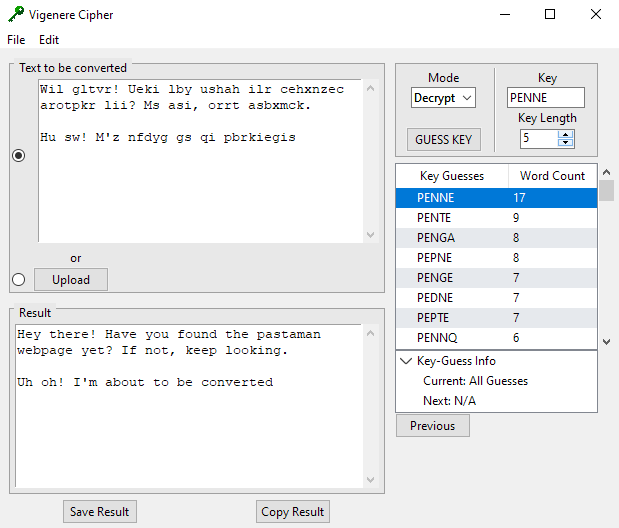 Vigenere Cipher
File Edit
Text to be converted
Wil gltvr! Ueki lby ushah ilr cehxnzec
arotpkr lii? Ms asi, orrt asbxmck.
Hu sw! M'z nfdyg gs qi pbrkiegis
or
Upload
Result
Hey there! Have you found the pastaman
webpage yet? If not, keep looking.
Uh oh! I'm about to be converted
Save Result
Copy Result
Mode
Key
Decrypt
PENNE
Key Length
GUESS KEY
5
Key Guesses Word Count
PENNE 17
PENTE 9
PENGA 8
PEPNE 8
PENGE 7
PEDNE 7
PEPTE 7
PENNQ 6
Key-Guess Info
Current: All Guesses
Next: N/A
Previous